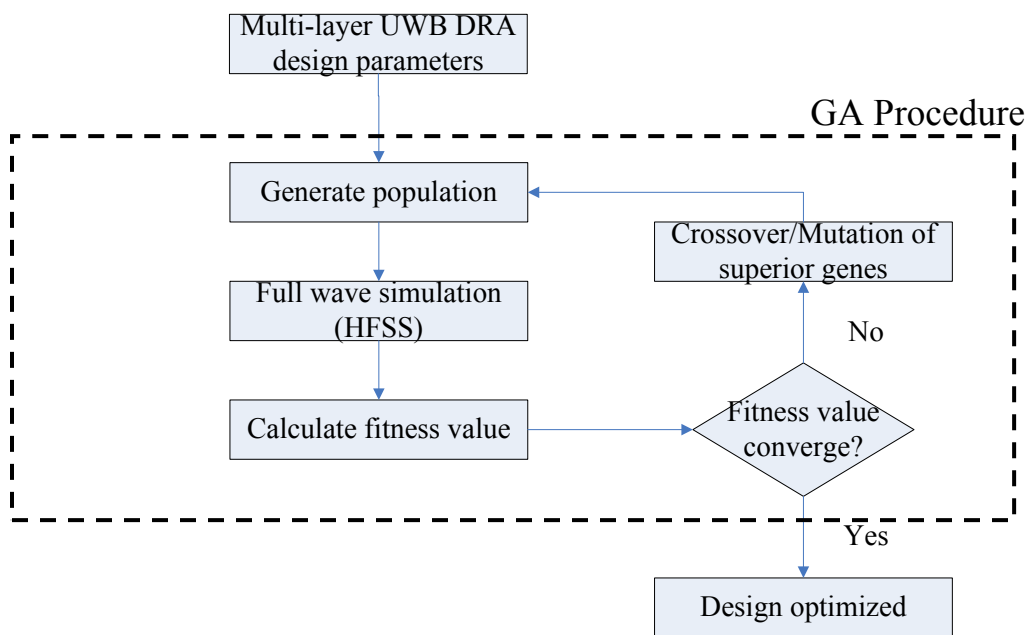 Multi-layer UWB DRA
design parameters
GA Procedure
Generate population
Crossover/Mutation of
superior genes
Full wave simulation
(HFSS)
No
Calculate fitness value
Fitness value
converge?
Yes
Design optimized